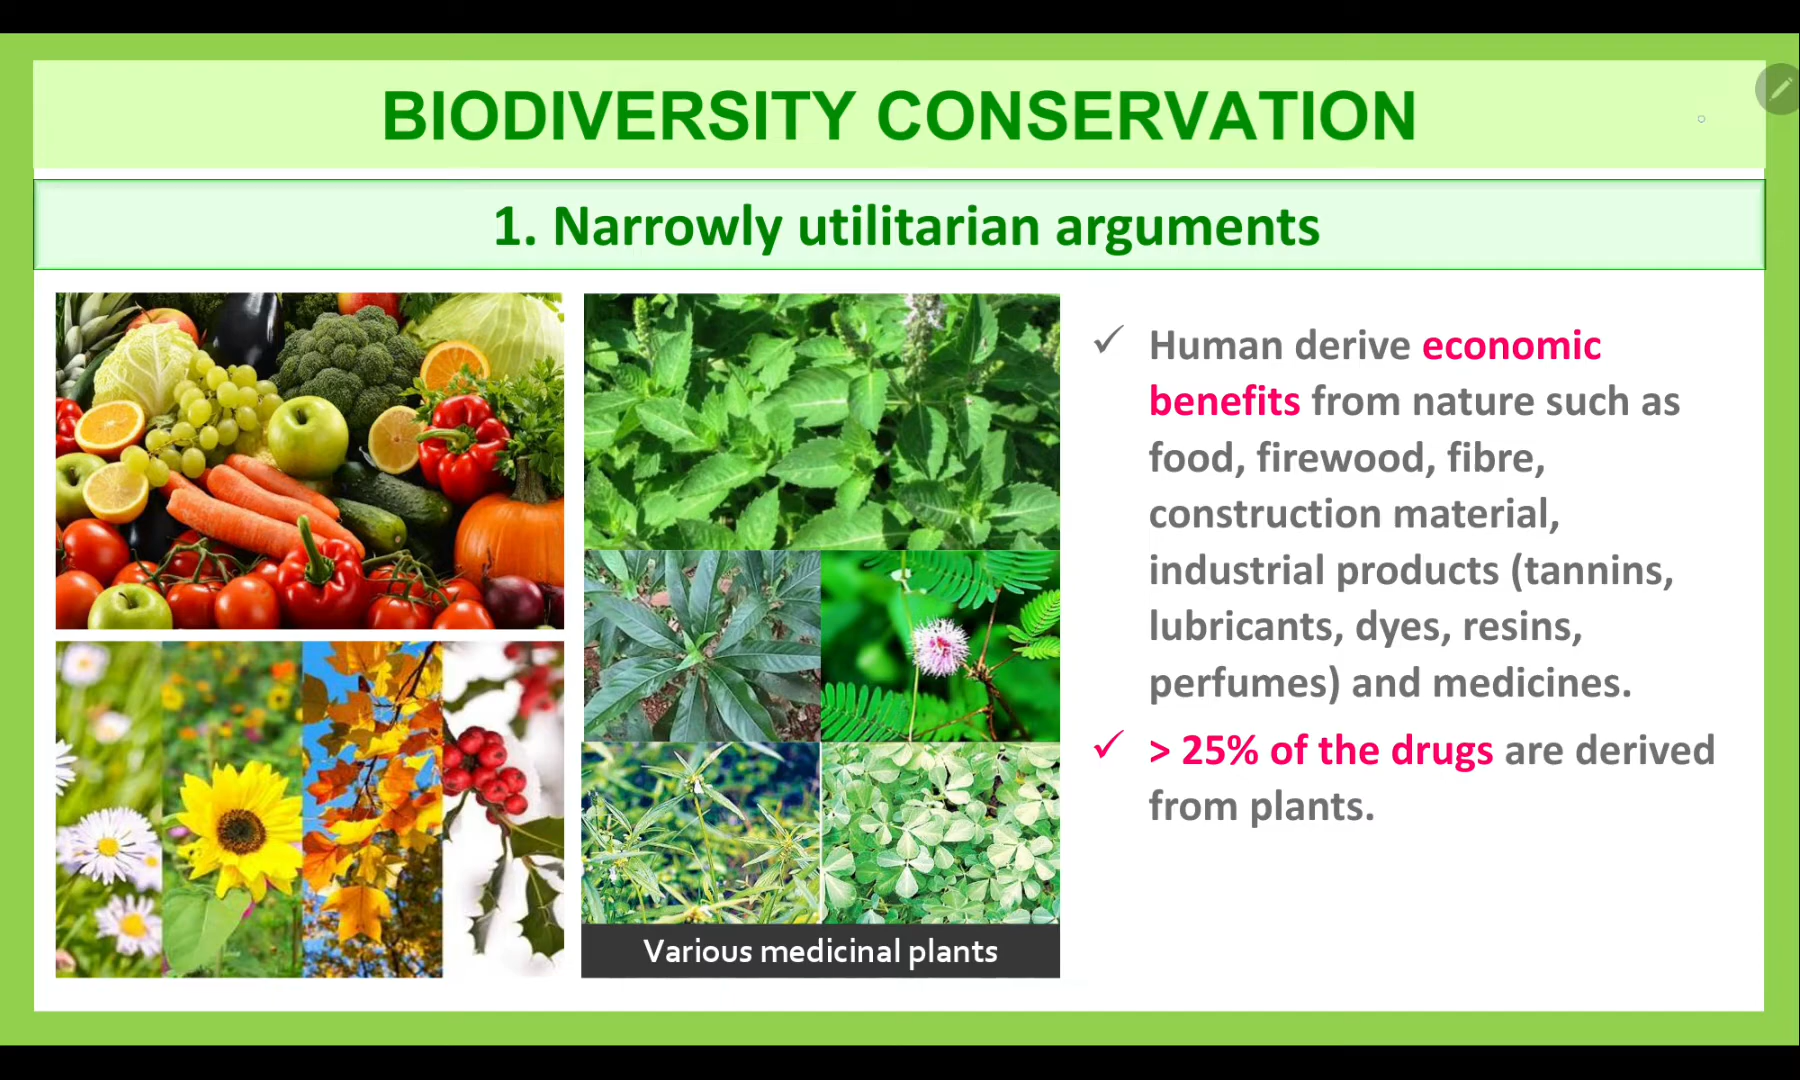 BIODIVERSITY CONSERVATION
1. Narrowly utilitarian arguments
✓ Human derive economic
benefits from nature such as
food, firewood, fibre,
construction material,
industrial products (tannins,
lubricants, dyes, resins,
perfumes) and medicines.
✓ > 25% of the drugs are derived
from plants.
Various medicinal plants